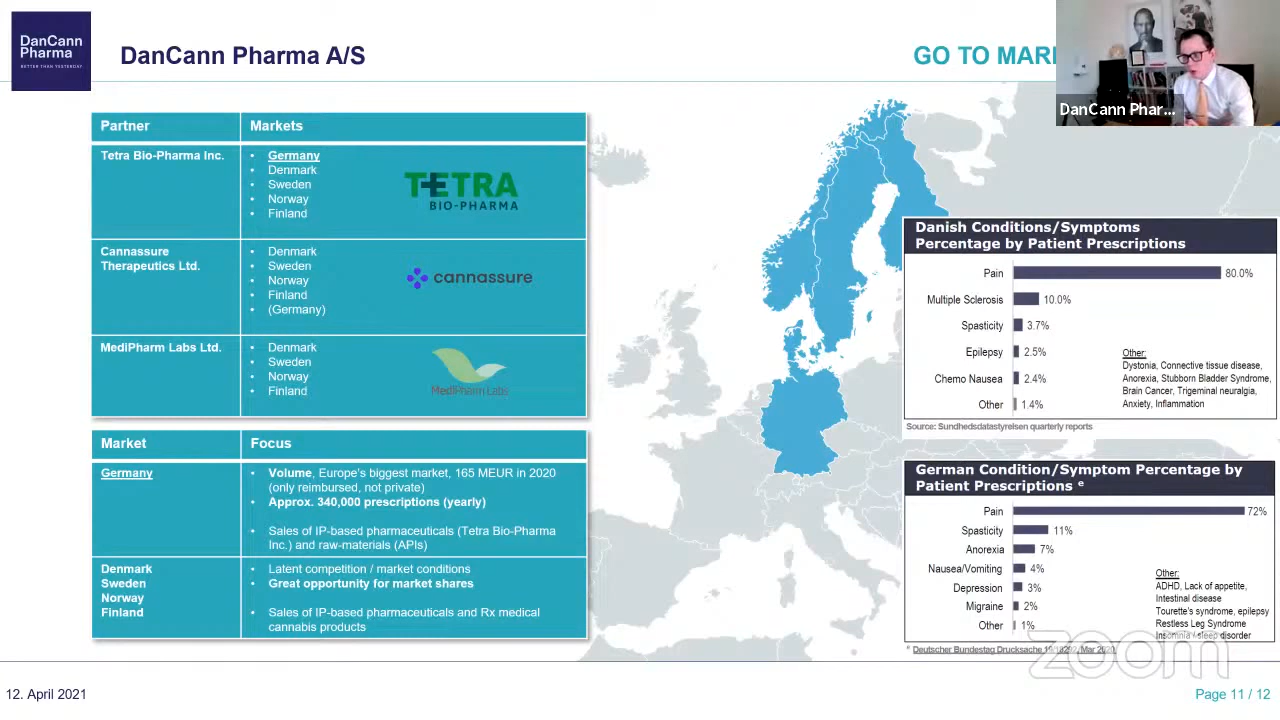 DanCann
Pharma
BETTER THAN YESTERDAY
DanCann Pharma A/S
GO TO MAR
DanCann Phar...
Partner
Markets
Tetra Bio-Pharma Inc.
• Germany
• Denmark
• Sweden
• Norway
• Finland
TETRA
BIO-PHARMA
Cannassure
Therapeutics Ltd.
• Denmark
• Sweden
• Norway
• Finland
• (Germany)
cannassure
MediPharm Labs Ltd.
• Denmark
• Sweden
• Norway
• Finland
MediPharm Labs
Market
Focus
Germany
• Volume, Europe's biggest market, 165 MEUR in 2020
(only reimbursed, not private)
• Approx. 340,000 prescriptions (yearly)
• Sales of IP-based pharmaceuticals (Tetra Bio-Pharma
Inc.) and raw-materials (APIs)
Denmark
Sweden
Norway
Finland
• Latent competition / market conditions
• Great opportunity for market shares
• Sales of IP-based pharmaceuticals and Rx medical
cannabis products
Danish Conditions/Symptoms
Percentage by Patient Prescriptions
Pain 80.0%
Multiple Sclerosis 10.0%
Spasticity 3.7%
Epilepsy 2.5%
Chemo Nausea 2.4%
Other 1.4%
Other:
Dystonia, Connective tissue disease,
Anorexia, Stubborn Bladder Syndrome,
Brain Cancer, Trigeminal neuralgia,
Anxiety, Inflammation
Source: Sundhedsdatastyrelsen quarterly reports
German Condition/Symptom Percentage by
Patient Prescriptions e
Pain 72%
Spasticity 11%
Anorexia 7%
Nausea/Vomiting 4%
Depression 3%
Migraine 2%
Other 1%
Other:
ADHD, Lack of appetite,
Intestinal disease
Tourette's syndrome, epilepsy
Restless Leg Syndrome
Insomnia / sleep disorder
e Deutscher Bundestag Drucksache 19/18292, Mar 2020
zoom
12. April 2021
Page 11 / 12